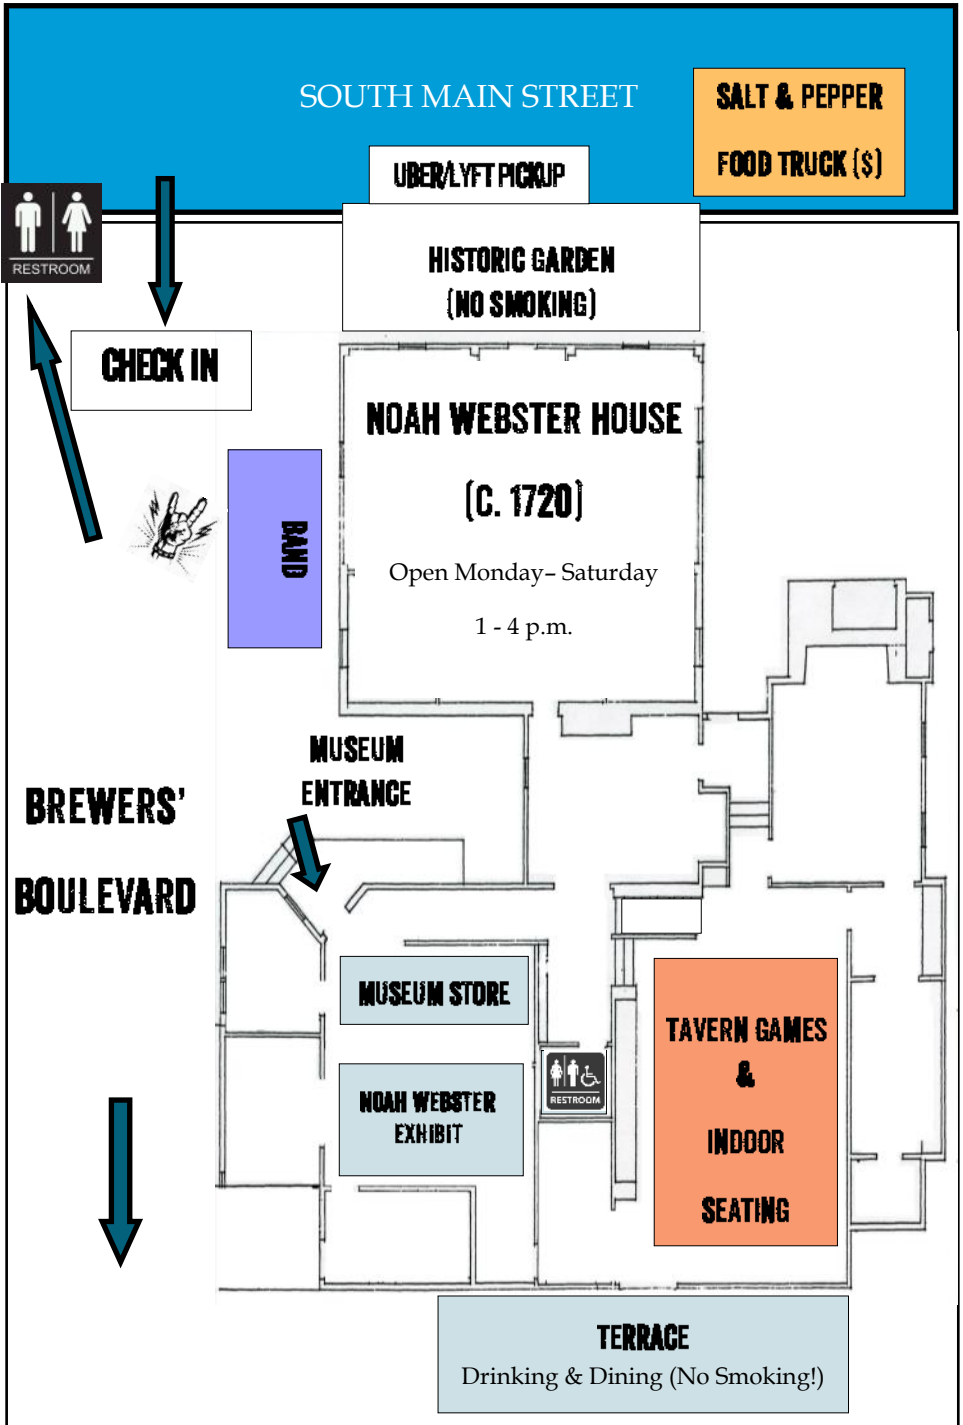 SOUTH MAIN STREET
SALT & PEPPER
FOOD TRUCK ($)
UBER/LYFT PICKUP
RESTROOM
HISTORIC GARDEN
(NO SMOKING)
CHECK IN
NOAH WEBSTER HOUSE
(C. 1720)
Open Monday– Saturday
1 - 4 p.m.
BAND
MUSEUM
ENTRANCE
BREWERS’
BOULEVARD
MUSEUM STORE
NOAH WEBSTER
EXHIBIT
RESTROOM
TAVERN GAMES
&
INDOOR
SEATING
TERRACE
Drinking & Dining (No Smoking!)